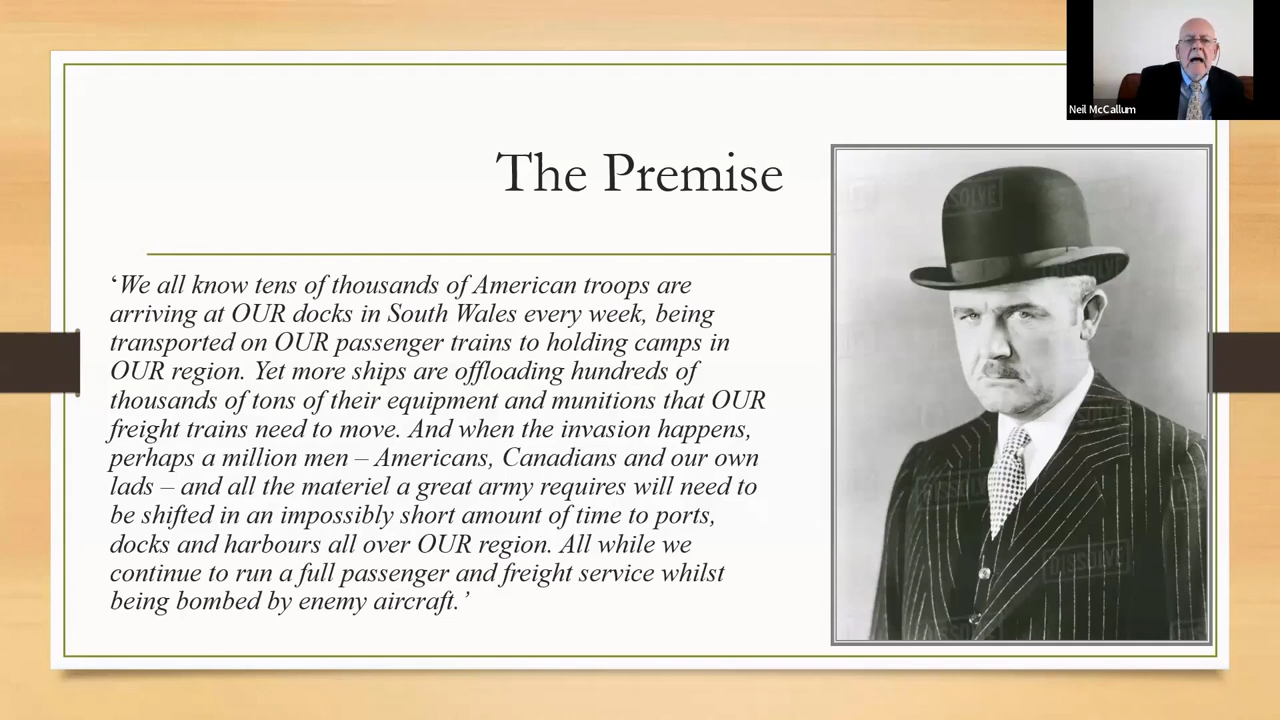 Neil McCallum
The Premise
‘We all know tens of thousands of American troops are
arriving at OUR docks in South Wales every week, being
transported on OUR passenger trains to holding camps in
OUR region. Yet more ships are offloading hundreds of
thousands of tons of their equipment and munitions that OUR
freight trains need to move. And when the invasion happens,
perhaps a million men – Americans, Canadians and our own
lads – and all the materiel a great army requires will need to
be shifted in an impossibly short amount of time to ports,
docks and harbours all over OUR region. All while we
continue to run a full passenger and freight service whilst
being bombed by enemy aircraft.’
DISSOLVE
DISSOLVE